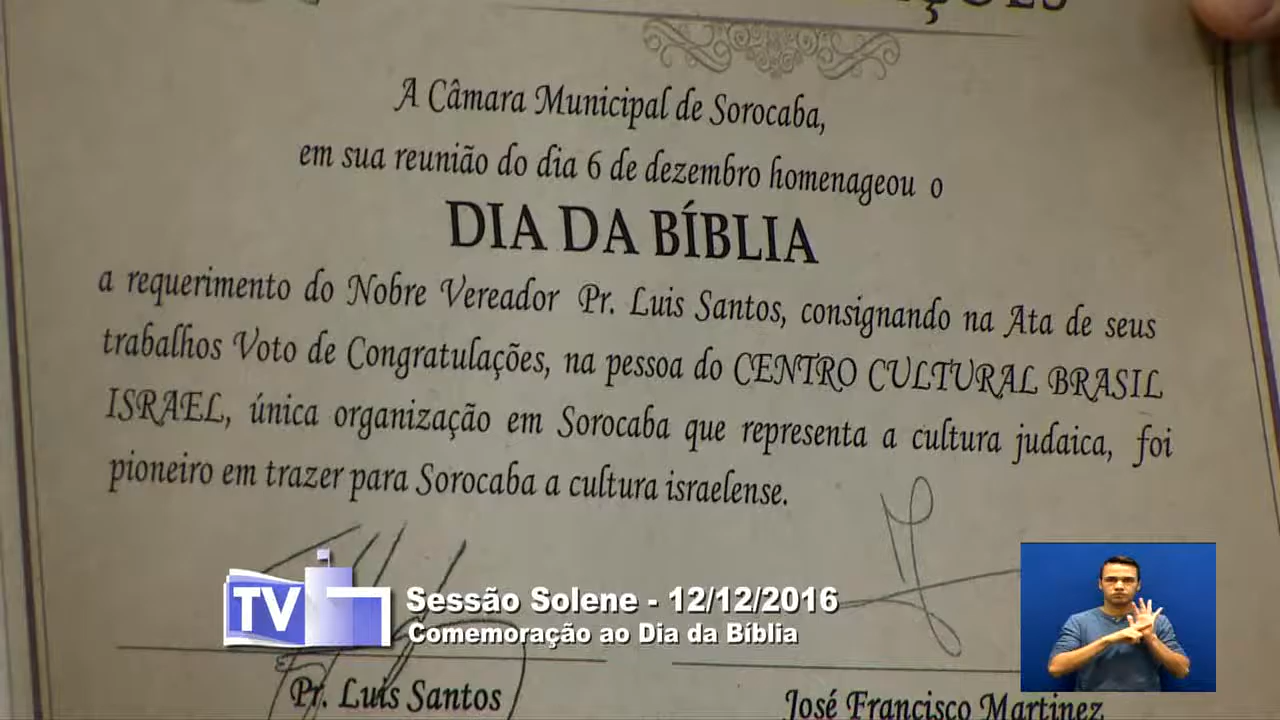 A Câmara Municipal de Sorocaba,
em sua reunião do dia 6 de dezembro homenageou o
DIA DA BÍBLIA
a requerimento do Nobre Vereador Pr. Luis Santos, consignando na Ata de seus
trabalhos Voto de Congratulações, na pessoa do CENTRO CULTURAL BRASIL
ISRAEL, única organização em Sorocaba que representa a cultura judaica, foi
pioneiro em trazer para Sorocaba a cultura israelense.
TV
Sessão Solene - 12/12/2016
Comemoração ao Dia da Bíblia
Pr. Luis Santos
José Francisco Martinez